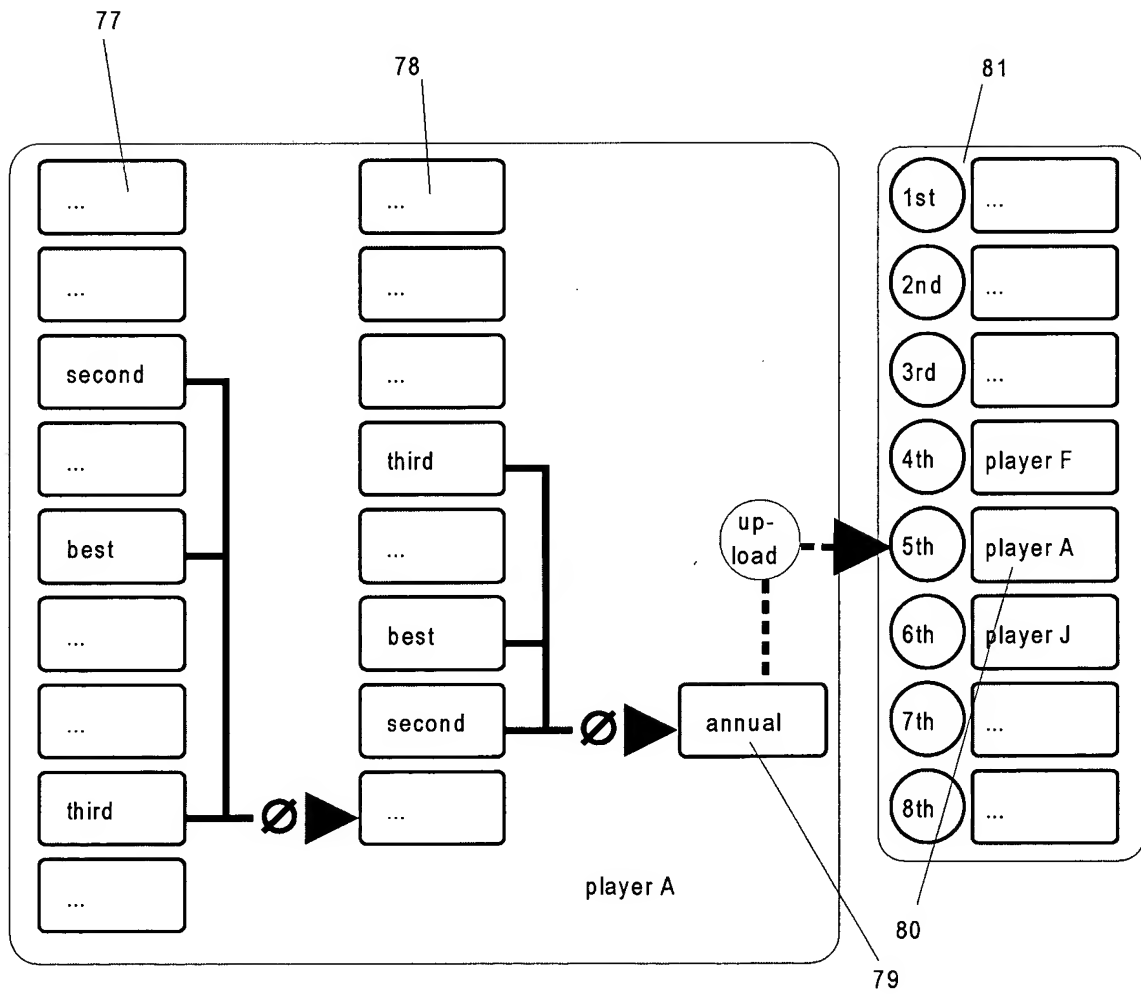 77
78
81
...
...
second
...
best
...
...
third
...
...
...
...
third
...
best
second
...
Ø
Ø
annual
up-
load
player A
1st
...
2nd
...
3rd
...
4th
player F
5th
player A
6th
player J
7th
...
8th
...
80
79